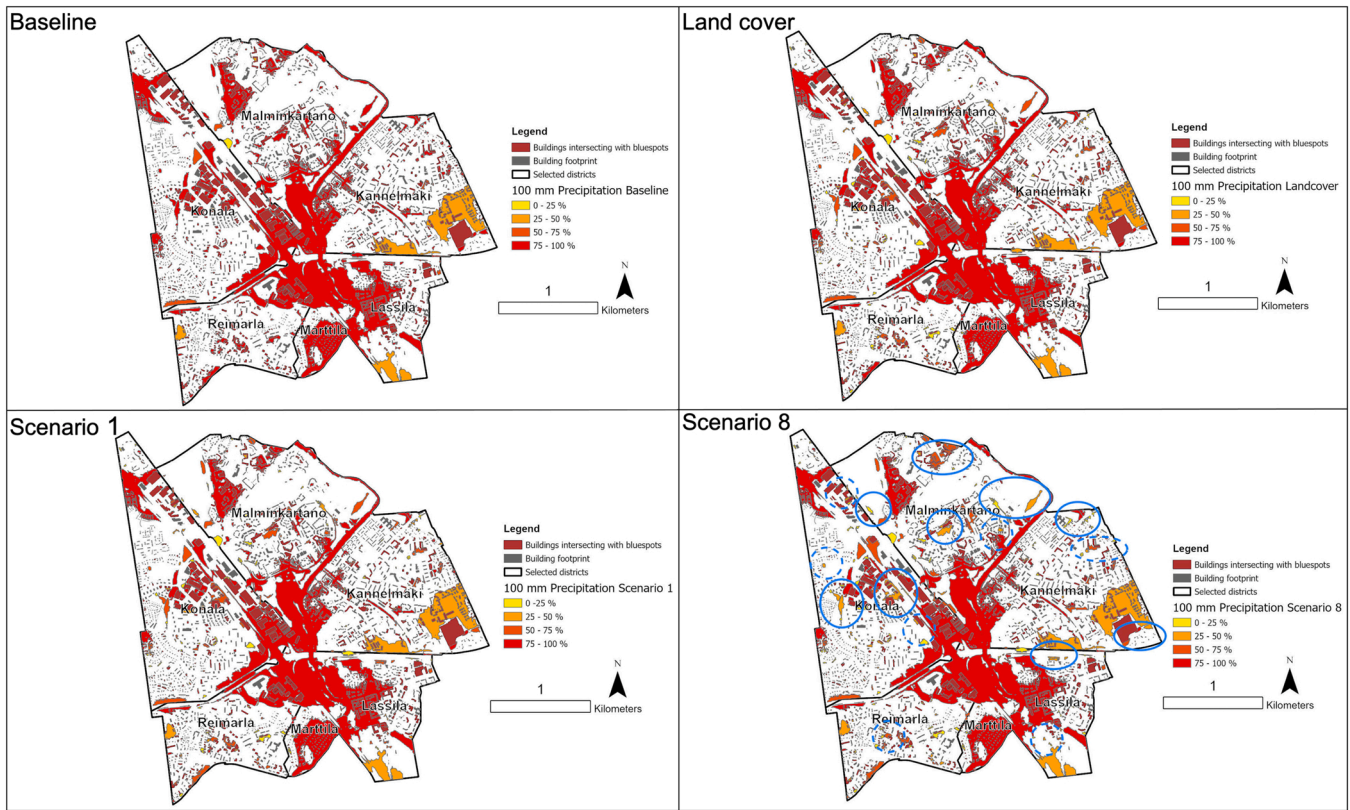 Baseline
Malminkartano
Kannelmäki
Konala
Lassila
Reimarla
Marttila
Legend
Buildings intersecting with bluespots
Building footprint
Selected districts
100 mm Precipitation Baseline
0 - 25 %
25 - 50 %
50 - 75 %
75 - 100 %
N
1
Kilometers
Land cover
Malminkartano
Kannelmäki
Konala
Lassila
Reimarla
Marttila
Legend
Buildings intersecting with bluespots
Building footprint
Selected districts
100 mm Precipitation Landcover
0 - 25 %
25 - 50 %
50 - 75 %
75 - 100 %
N
1
Kilometers
Scenario 1
Malminkartano
Kannelmäki
Konala
Lassila
Reimarla
Marttila
Legend
Buildings intersecting with bluespots
Building footprint
Selected districts
100 mm Precipitation Scenario 1
0 -25 %
25 - 50 %
50 - 75 %
75 - 100 %
N
1
Kilometers
Scenario 8
Malminkartano
Kannelmäki
Konala
Lassila
Reimarla
Marttila
Legend
Buildings intersecting with bluespots
Building footprint
Selected districts
100 mm Precipitation Scenario 8
0 - 25 %
25 - 50 %
50 - 75 %
75 - 100 %
N
1
Kilometers